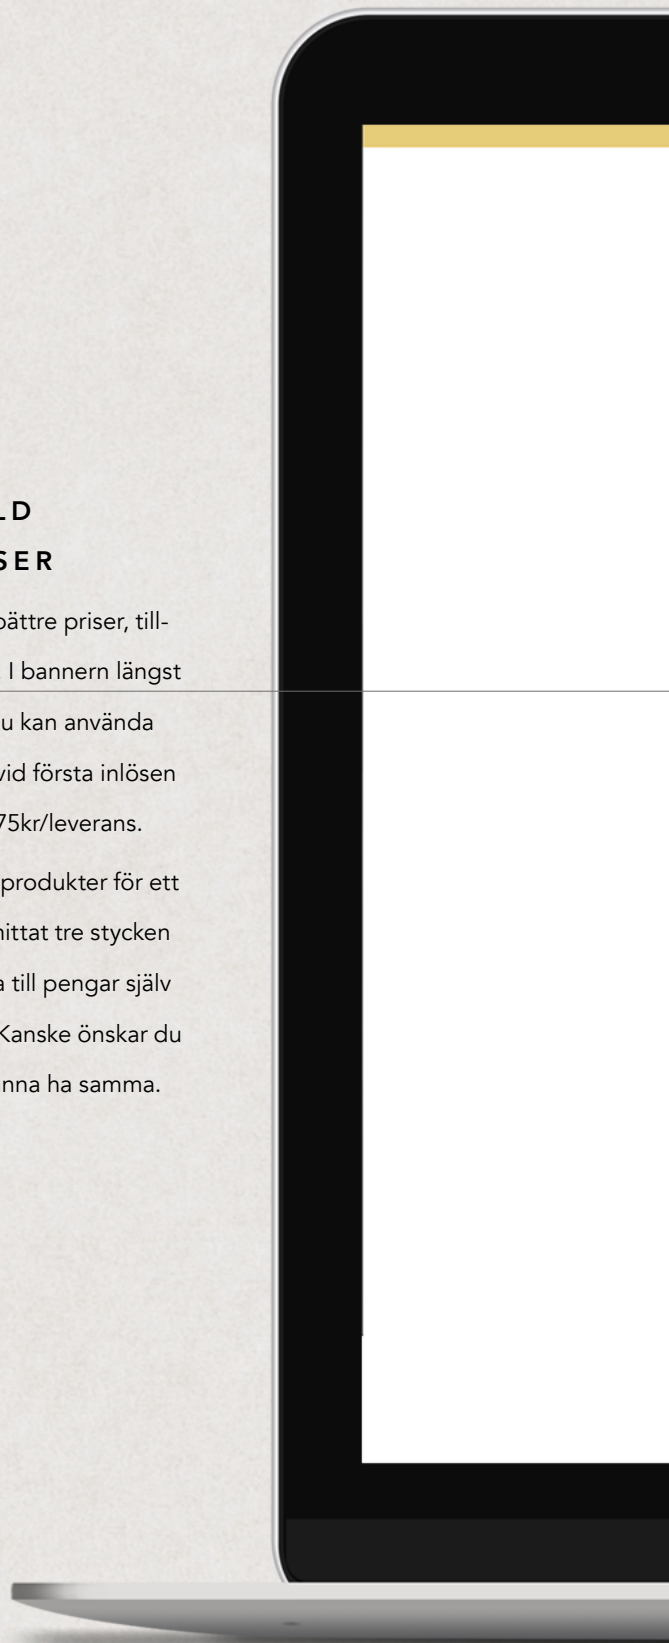 LD
SER
bättre priser, till-
I bannern längst
u kan använda
vid första inlösen
75kr/leverans.
produkter för ett
ittat tre stycken
a till pengar själv
Kanske önskar du
nna ha samma.